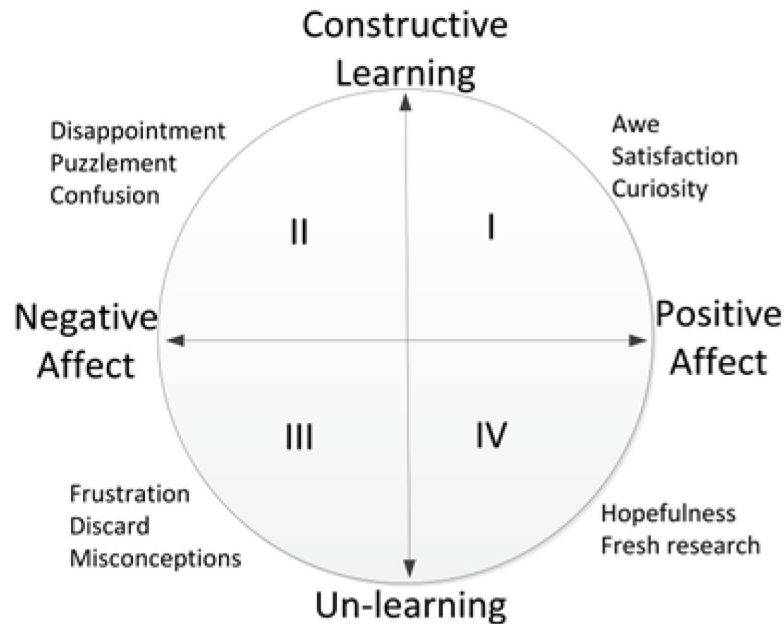 Constructive
Learning
Disappointment
Puzzlement
Confusion
Awe
Satisfaction
Curiosity
II
I
Negative
Affect
Positive
Affect
III
IV
Frustration
Discard
Misconceptions
Hopefulness
Fresh research
Un-learning